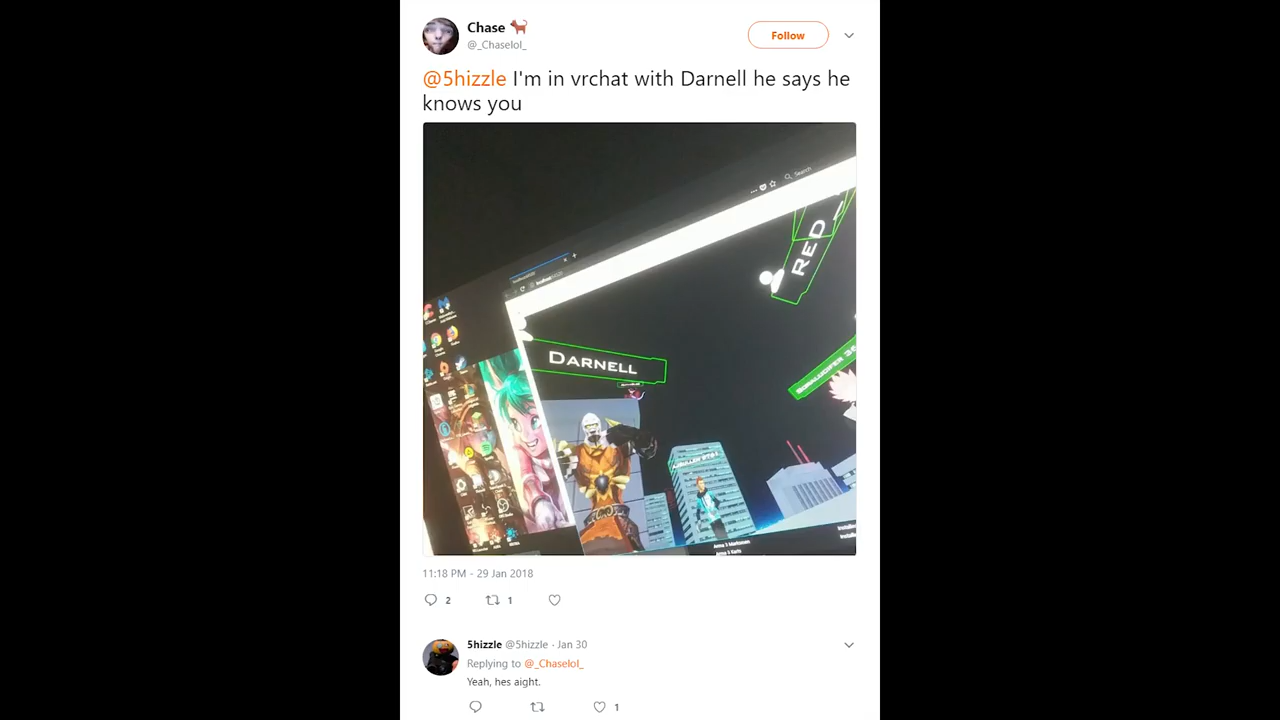 Chase
@_Chaselol_
Follow
@5hizzle I'm in vrchat with Darnell he says he
knows you
Search
RED
DARNELL
11:18 PM - 29 Jan 2018
2
1
5hizzle @5hizzle · Jan 30
Replying to @_Chaselol_
Yeah, hes aight.
1